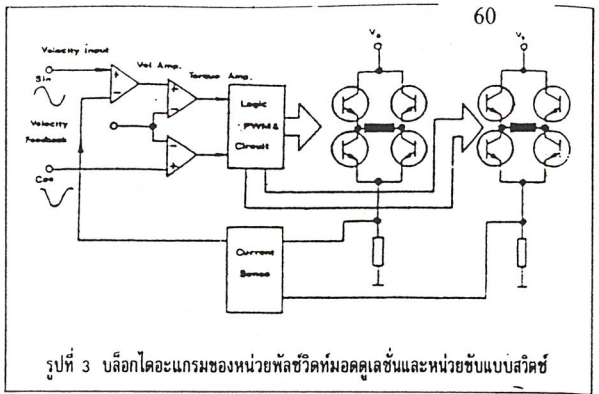 60
Vs
Vs
Velocity Input
Vel Amp.
Torque Amp.
Sin
Logic
PWM &
Circuit
Velocity
Feedback
Cos
Current
Sense
รูปที่ 3 บล็อกไดอะแกรมของหน่วยพัลซ์วิดท์มอดดูเลชั่นและหน่วยขับแบบสวิตช์